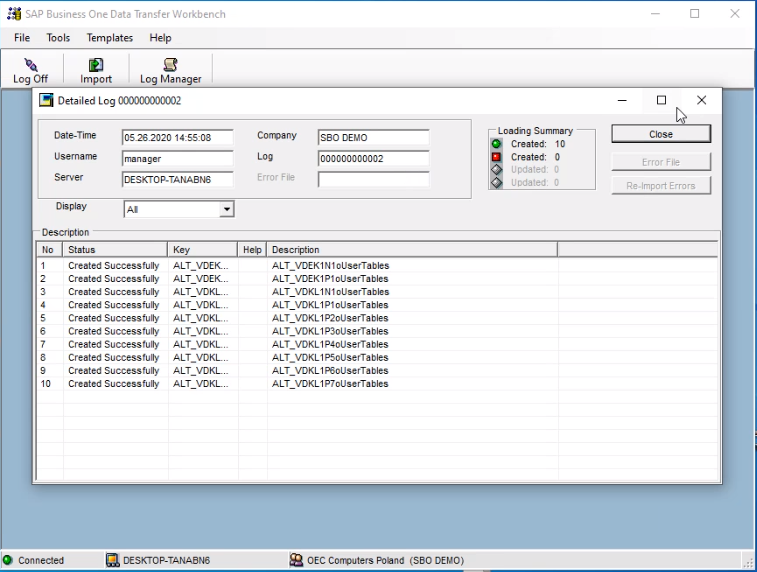 SAP Business One Data Transfer Workbench
File Tools Templates Help
Log Off Import Log Manager
Detailed Log 000000000002
Date-Time 05.26.2020 14:55:08 Company SBO DEMO
Username manager Log 000000000002
Server DESKTOP-TANABN6 Error File
Display All
Loading Summary
Created: 10
Created: 0
Updated: 0
Updated: 0
Close
Error File
Re-Import Errors
Description
No Status Key Help Description
1 Created Successfully ALT_VDEK... ALT_VDEK1N1oUserTables
2 Created Successfully ALT_VDEK... ALT_VDEK1P1oUserTables
3 Created Successfully ALT_VDKL... ALT_VDKL1N1oUserTables
4 Created Successfully ALT_VDKL... ALT_VDKL1P1oUserTables
5 Created Successfully ALT_VDKL... ALT_VDKL1P2oUserTables
6 Created Successfully ALT_VDKL... ALT_VDKL1P3oUserTables
7 Created Successfully ALT_VDKL... ALT_VDKL1P4oUserTables
8 Created Successfully ALT_VDKL... ALT_VDKL1P5oUserTables
9 Created Successfully ALT_VDKL... ALT_VDKL1P6oUserTables
10 Created Successfully ALT_VDKL... ALT_VDKL1P7oUserTables
Connected DESKTOP-TANABN6 OEC Computers Poland (SBO DEMO)